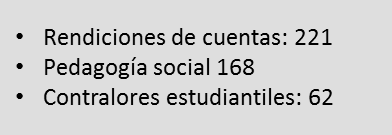 • Rendiciones de cuentas: 221
• Pedagogía social 168
• Contralores estudiantiles: 62